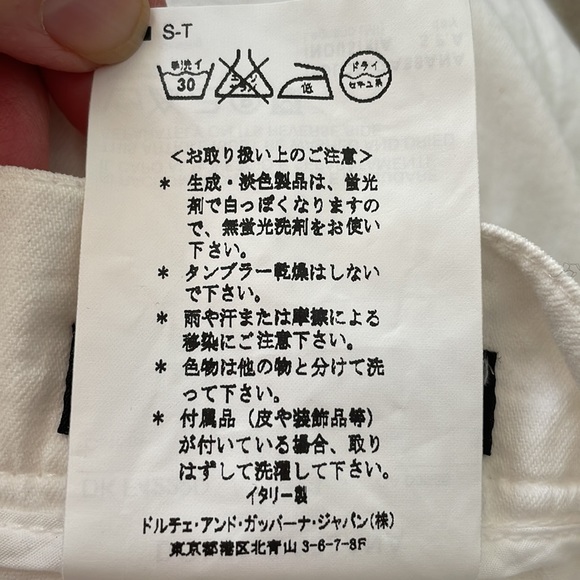 S-T
手洗イ
30
エンソ
サラシ
低
ドライ
セキユ系
<お取り扱い上のご注意>
* 生成・淡色製品は、蛍光
剤で白っぽくなりますの
で、無蛍光洗剤をお使い
下さい。
* タンブラー乾燥はしない
で下さい。
* 雨や汗または摩擦による
移染にご注意下さい。
* 色物は他の物と分けて洗
って下さい。
* 付属品（皮や装飾品等）
が付いている場合、取り
はずして洗濯して下さい。
イタリー製
ドルチェ・アンド・ガッバーナ・ジャパン(株)
東京都港区北青山 3-6-7-8F